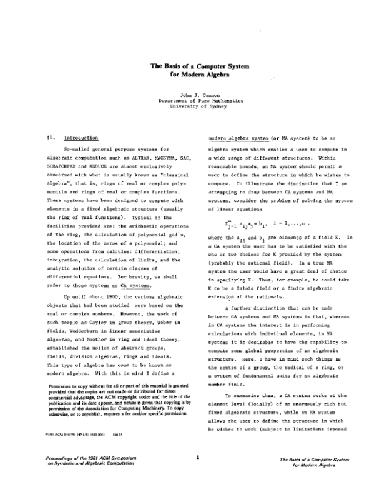 The Basis of a Computer System
for Modern Algebra
John J. Cannon
Department of Pure Mathematics
University of Sydney
§1. Introduction
So-called general purpose systems for
algebraic computation such as ALTRAN, MACSYMA, SAC,
SCRATCHPAD and REDUCE are almost exclusively
concerned with what is usually known as "classical
algebra", that is, rings of real or complex polynomials
and rings of real or complex functions.
These systems have been designed to compute with
elements in a fixed algebraic structure (usually
the ring of real functions). Typical of the
facilities provided are: the arithmetic operations
of the ring, the calculation of polynomial gcd's,
the location of the zeros of a polynomial; and
some operations from calculus: differentiation,
integration, the calculation of limits, and the
analytic solution of certain classes of
differential equations. For brevity, we shall
refer to these systems as CA systems.
Up until about 1900, the various algebraic
objects that had been studied were based on the
real or complex numbers. However, the work of
such people as Cayley in group theory, Weber in
fields, Wedderburn in linear associative
algebras, and Noether in ring and ideal theory,
established the notion of abstract groups,
fields, division algebras, rings and ideals.
This type of algebra has come to be known as
modern algebra. With this in mind I define a
Permission to copy without fee all or part of this material is granted
provided that the copies are not made or distributed for direct
commercial advantage, the ACM copyright notice and the title of the
publication and its date appear, and notice is given that copying is by
permission of the Association for Computing Machinery. To copy
otherwise, or to republish, requires a fee and/or specific permission.
modern algebra system (or MA system) to be an
algebra system which enables a user to compute in
a wide range of different structures. Within
reasonable bounds, an MA system should permit a
user to define the structure in which he wishes to
compute. To illustrate the distinction that I am
attempting to draw between CA systems and MA
systems, consider the problem of solving the system
of linear equations
where the a_ij and b_i are elements of a field K. In
a CA system the user has to be satisfied with the
one or two choices for K provided by the system
(probably the rational field). In a true MA
system the user would have a great deal of choice
in specifying K. Thus, for example, he could take
K to be a finite field or a finite algebraic
extension of the rationals.
A further distinction that can be made
between CA systems and MA systems is that, whereas
in CA systems the interest is in performing
calculations with individual elements, in MA
systems it is desirable to have the capability to
compute some global properties of an algebraic
structure. Here, I have in mind such things as
the centre of a group, the radical of a ring, or
a system of fundamental units for an algebraic
number field.
To summarize then, a CA system works at the
element level (locally) of an enormously rich but
fixed algebraic structure, while an MA system
allows the user to define the structure in which
he wishes to work (subject to limitations imposed
Proceedings of the 1981 ACM Symposium
on Symbolic and Algebraic Computation
1
The Basis of a Computer System
for Modern Algebra